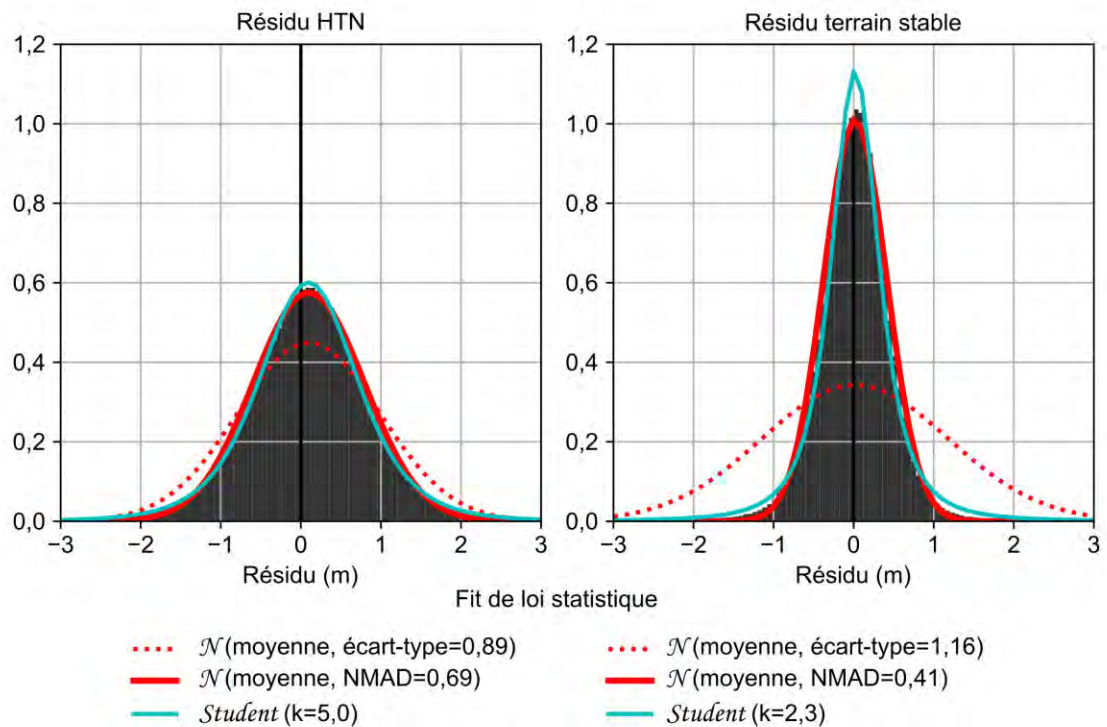 Résidu HTN
Résidu terrain stable
1,2
1,0
0,8
0,6
0,4
0,2
0,0
−3 −2 −1 0 1 2 3
Résidu (m)
1,2
1,0
0,8
0,6
0,4
0,2
0,0
−3 −2 −1 0 1 2 3
Résidu (m)
Fit de loi statistique
𝒩(moyenne, écart-type=0,89)
𝒩(moyenne, NMAD=0,69)
Student (k=5,0)
𝒩(moyenne, écart-type=1,16)
𝒩(moyenne, NMAD=0,41)
Student (k=2,3)